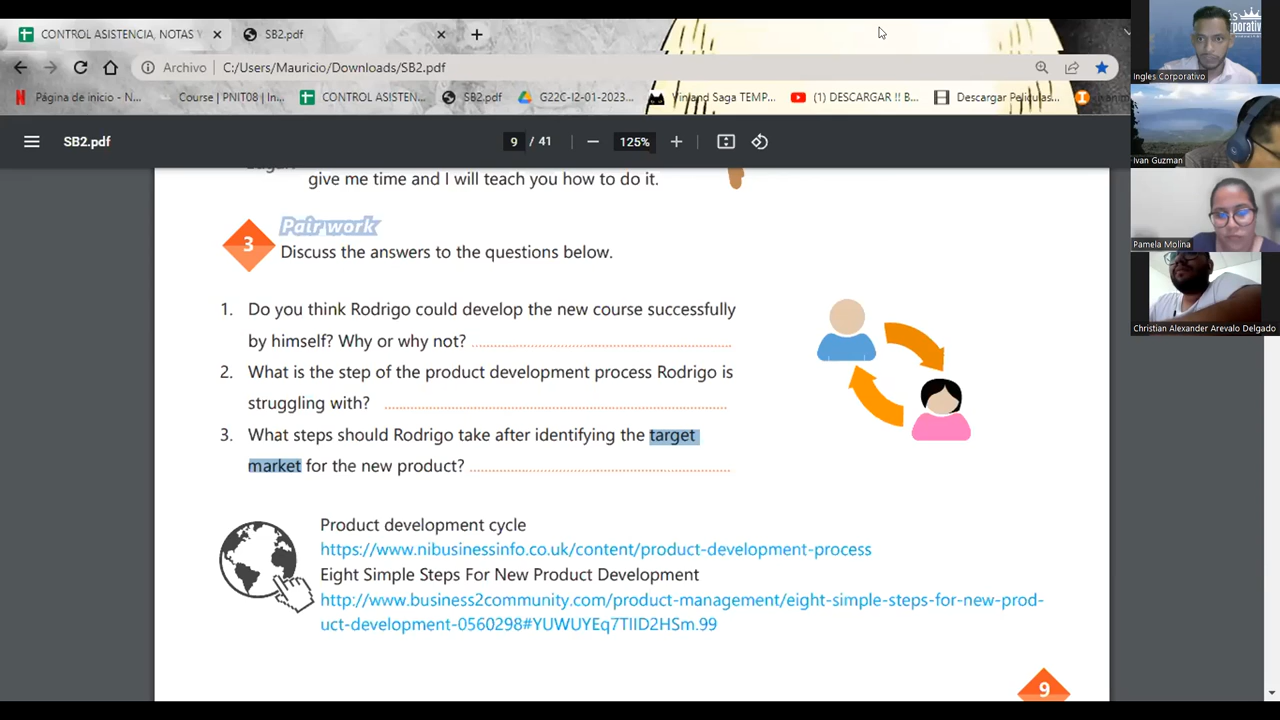 CONTROL ASISTENCIA, NOTAS Y
SB2.pdf
Archivo C:/Users/Mauricio/Downloads/SB2.pdf
Página de inicio - N...
Course | PNIT08 | In...
CONTROL ASISTEN...
SB2.pdf
G22C-I2-01-2023...
Vinland Saga TEMP...
(1) DESCARGAR !! B...
Descargar Peliculas...
SB2.pdf
9 / 41
125%
give me time and I will teach you how to do it.
Pair work
3
Discuss the answers to the questions below.
1. Do you think Rodrigo could develop the new course successfully
by himself? Why or why not?
2. What is the step of the product development process Rodrigo is
struggling with?
3. What steps should Rodrigo take after identifying the target
market for the new product?
Product development cycle
https://www.nibusinessinfo.co.uk/content/product-development-process
Eight Simple Steps For New Product Development
http://www.business2community.com/product-management/eight-simple-steps-for-new-prod-
uct-development-0560298#YUWUYEq7TIID2HSm.99
9
Ingles Corporativo
Ivan Guzman
Pamela Molina
Christian Alexander Arevalo Delgado